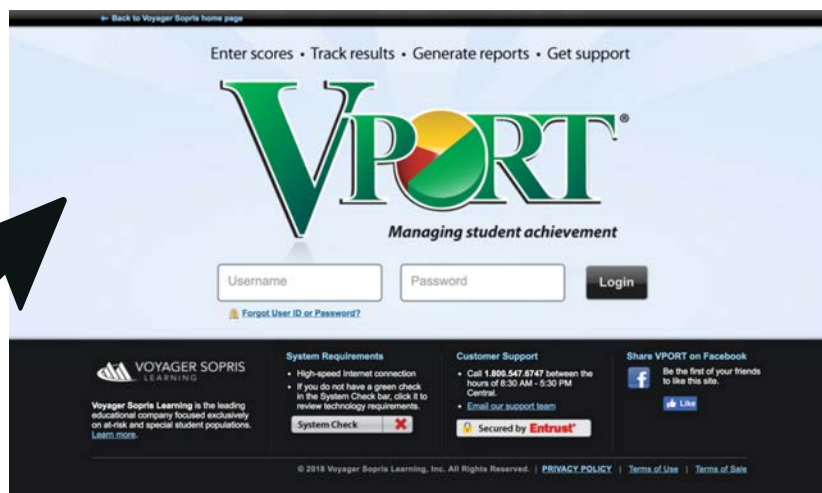 ← Back to Voyager Sopris home page
Enter scores • Track results • Generate reports • Get support
VPORT®
Managing student achievement
Username
Password
Login
Forgot User ID or Password?
VOYAGER SOPRIS
LEARNING
Voyager Sopris Learning is the leading
educational company focused exclusively
on at-risk and special student populations.
Learn more.
System Requirements
• High-speed Internet connection
• If you do not have a green check
in the System Check bar, click it to
review technology requirements.
System Check
Customer Support
• Call 1.800.547.6747 between the
hours of 8:30 AM - 5:30 PM
Central.
• Email our support team
Secured by Entrust®
Share VPORT on Facebook
f
Be the first of your friends
to like this site.
Like
© 2018 Voyager Sopris Learning, Inc. All Rights Reserved. | PRIVACY POLICY | Terms of Use | Terms of Sale